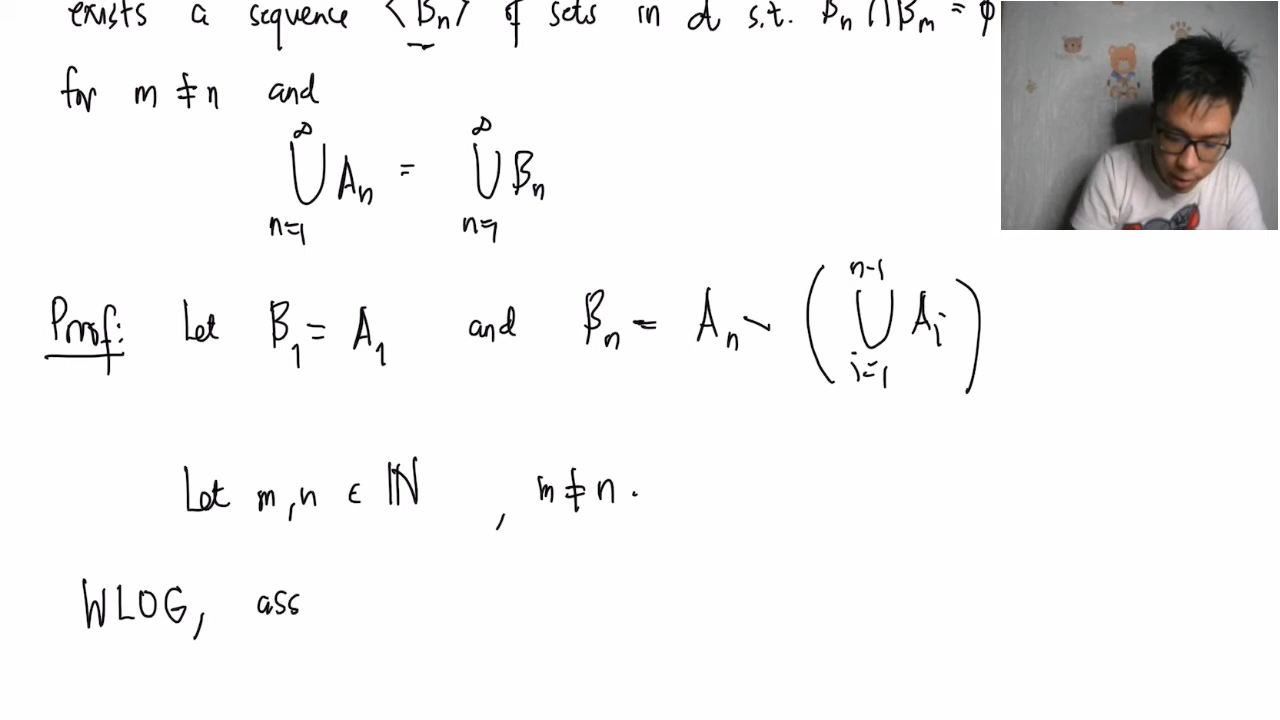 exists a sequence ⟨Bn⟩ of sets in 𝒜 s.t. Bn ∩ Bm = ϕ
for m ≠ n and
∞ ⋃ n=1 An = ∞ ⋃ n=1 Bn
Proof: Let B1 = A1 and Bn = An ∖ ( n-1 ⋃ i=1 Ai )
Let m, n ∈ ℕ , m ≠ n.
WLOG, ass